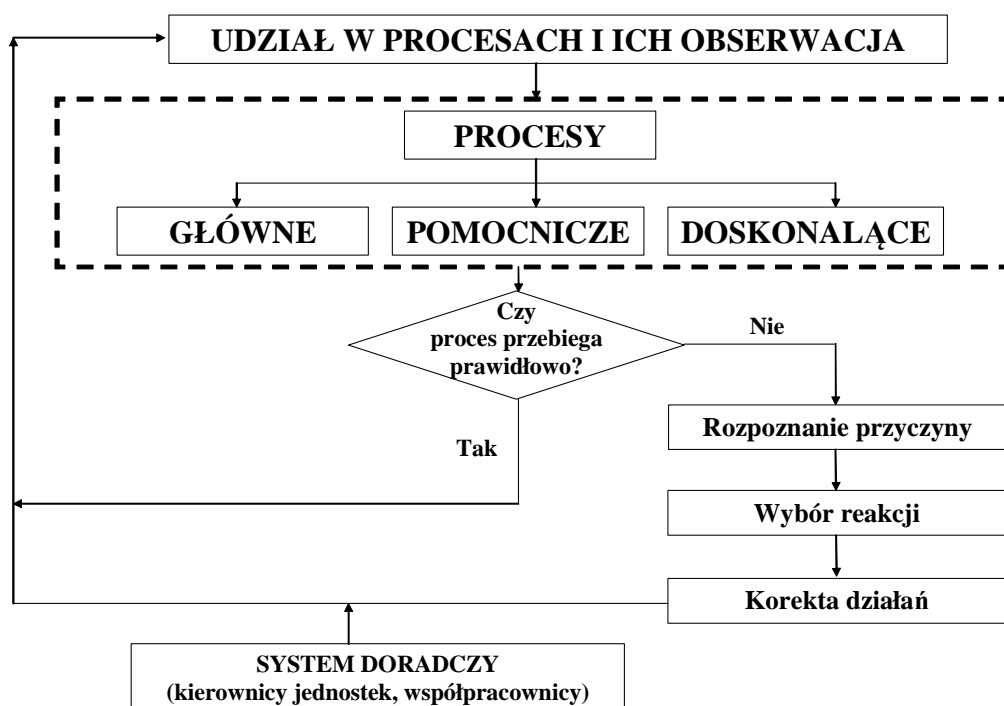 UDZIAŁ W PROCESACH I ICH OBSERWACJA
PROCESY
GŁÓWNE
POMOCNICZE
DOSKONALĄCE
Czy
proces przebiega
prawidłowo?
Nie
Tak
Rozpoznanie przyczyny
Wybór reakcji
Korekta działań
SYSTEM DORADCZY
(kierownicy jednostek, współpracownicy)